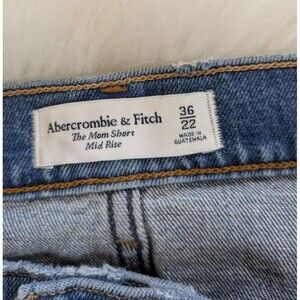 Abercrombie & Fitch
The Mom Short
Mid Rise
36
22
MADE IN
GUATEMALA